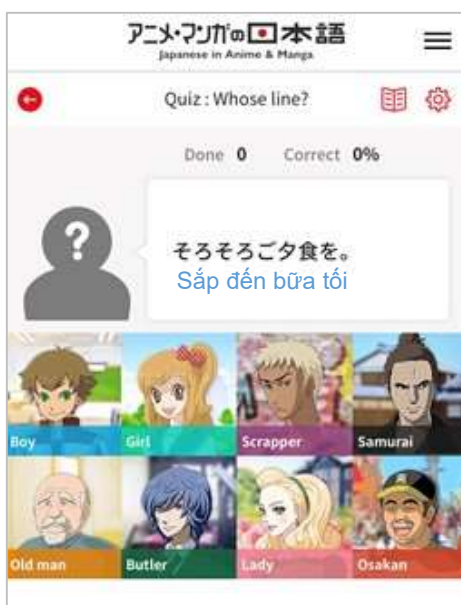 アニメ・マンガの日本語
Japanese in Anime & Manga
Quiz : Whose line?
Done 0 Correct 0%
?
そろそろご夕食を。
Sắp đến bữa tối
Boy Girl Scrapper Samurai
Old man Butler Lady Osakan